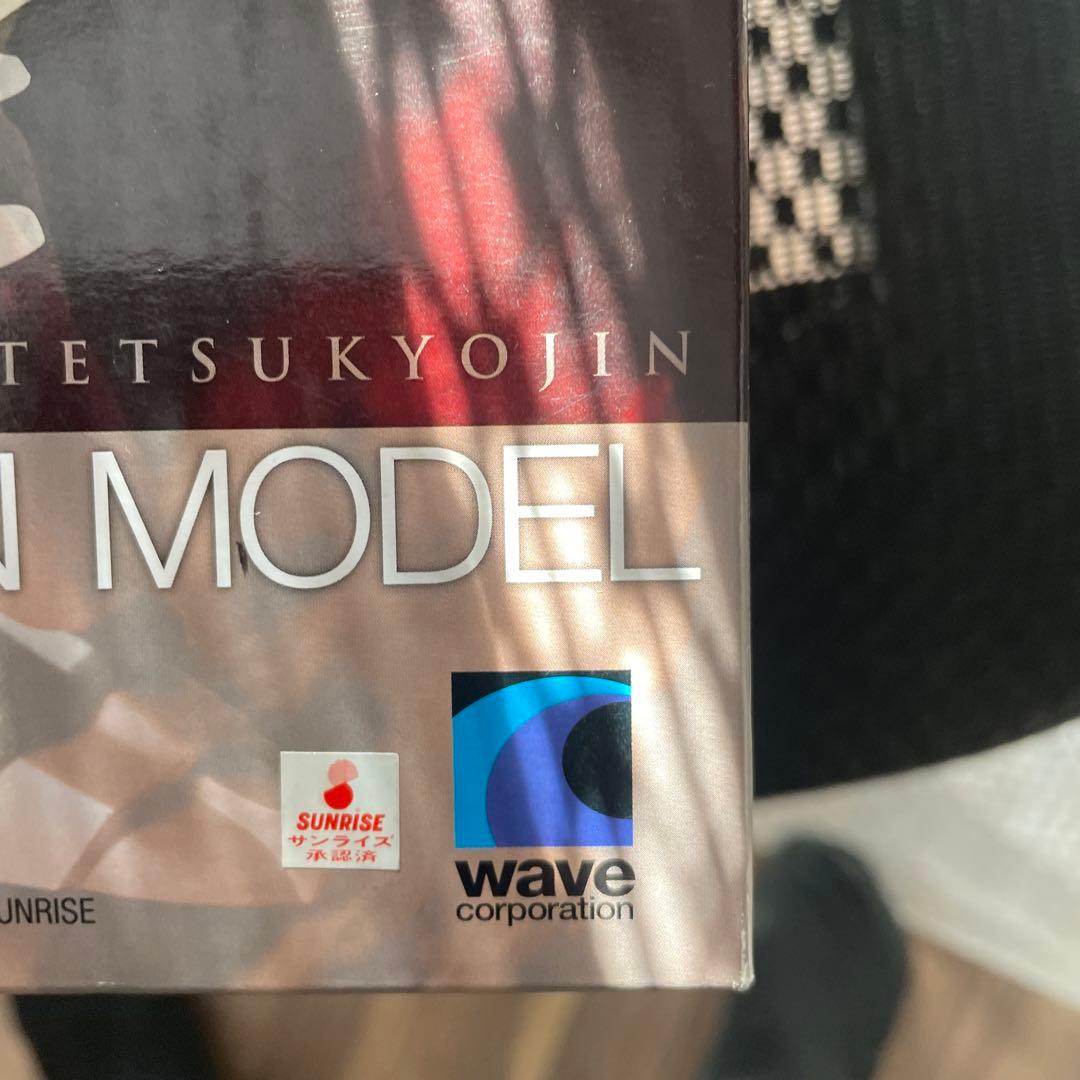 TETSUKYOJIN
N MODEL
SUNRISE
サンライズ
承認済
wave
corporation
UNRISE